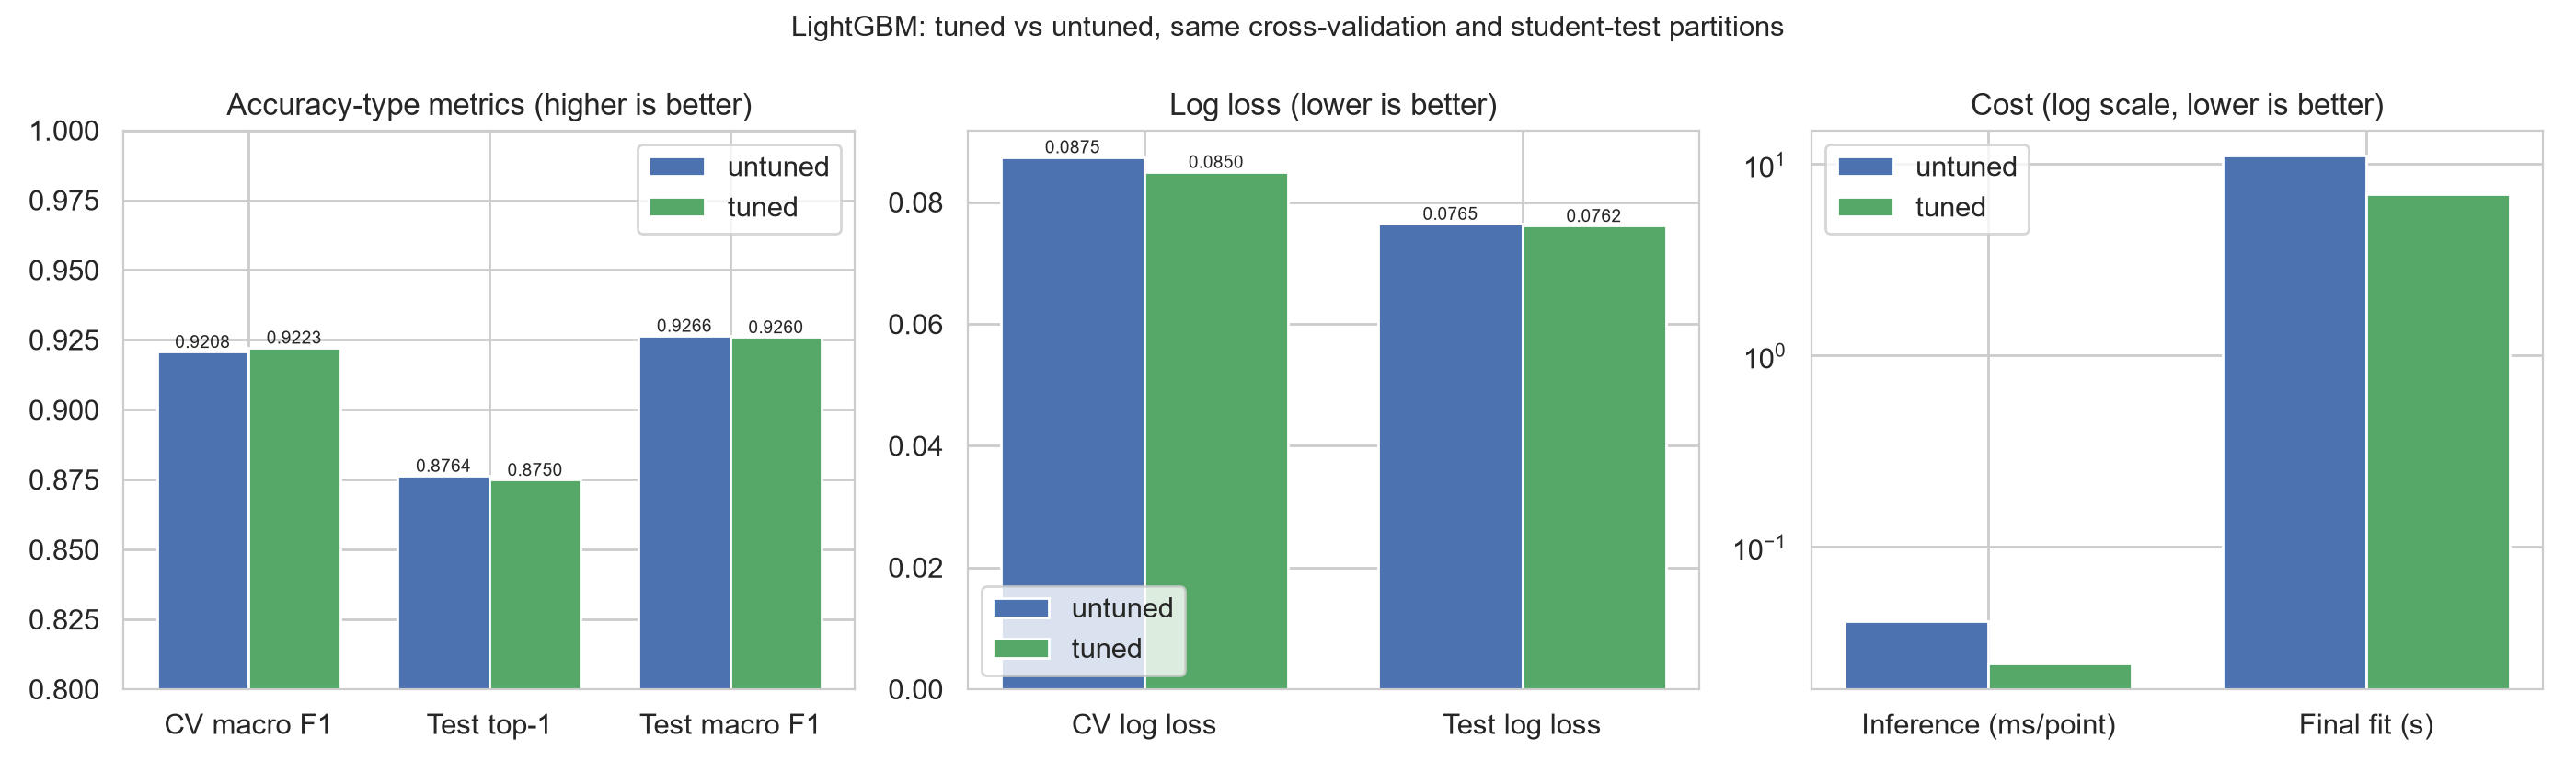 LightGBM: tuned vs untuned, same cross-validation and student-test partitions
Accuracy-type metrics (higher is better)
1.000
0.975
0.950
0.925
0.900
0.875
0.850
0.825
0.800
untuned
tuned
0.9208
0.9223
0.8764
0.8750
0.9266
0.9260
CV macro F1
Test top-1
Test macro F1
Log loss (lower is better)
0.08
0.06
0.04
0.02
0.00
0.0875
0.0850
0.0765
0.0762
untuned
tuned
CV log loss
Test log loss
Cost (log scale, lower is better)
10¹
10⁰
10⁻¹
untuned
tuned
Inference (ms/point)
Final fit (s)